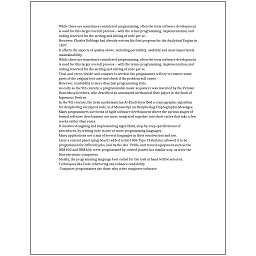 While these are sometimes considered programming, often the term software development
is used for this larger overall process – with the terms programming, implementation, and
coding reserved for the writing and editing of code per se.
However, Charles Babbage had already written his first program for the Analytical Engine in
1837.
It affects the aspects of quality above, including portability, usability and most importantly
maintainability.
While these are sometimes considered programming, often the term software development
is used for this larger overall process – with the terms programming, implementation, and
coding reserved for the writing and editing of code per se.
Trial-and-error/divide-and-conquer is needed: the programmer will try to remove some
parts of the original test case and check if the problem still exists.
However, readability is more than just programming style.
As early as the 9th century, a programmable music sequencer was invented by the Persian
Banu Musa brothers, who described an automated mechanical flute player in the Book of
Ingenious Devices.
In the 9th century, the Arab mathematician Al-Kindi described a cryptographic algorithm
for deciphering encrypted code, in A Manuscript on Deciphering Cryptographic Messages.
Many programmers use forms of Agile software development where the various stages of
formal software development are more integrated together into short cycles that take a few
weeks rather than years.
It involves designing and implementing algorithms, step-by-step specifications of
procedures, by writing code in one or more programming languages.
Many applications use a mix of several languages in their construction and use.
Later a control panel (plug board) added to his 1906 Type I Tabulator allowed it to be
programmed for different jobs, and by the late 1940s, unit record equipment such as the
IBM 602 and IBM 604, were programmed by control panels in a similar way, as were the
first electronic computers.
Ideally, the programming language best suited for the task at hand will be selected.
Techniques like Code refactoring can enhance readability.
Computer programmers are those who write computer software.